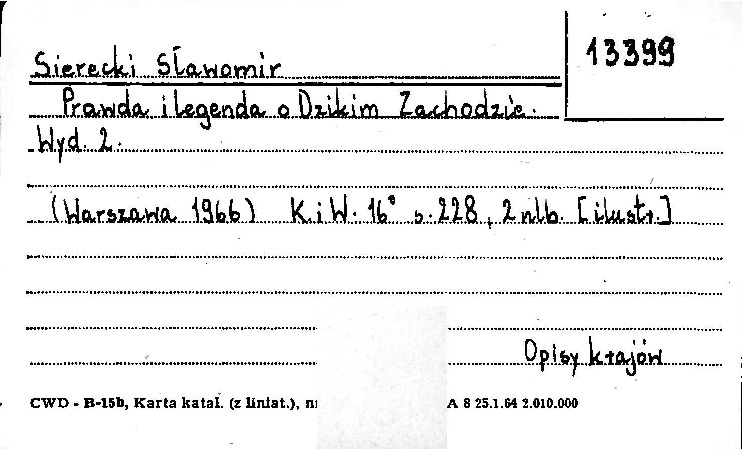 13399
Sierecki Sławomir
Prawda i legenda o Dzikim Zachodzie.
Wyd. 2.
(Warszawa 1966) K.i W. 16° s. 228, 2 nlb. [ilustr.]
Opisy krajów
CWD - B-15b, Karta katal. (z liniat.), A 8 25.1.64 2.010.000